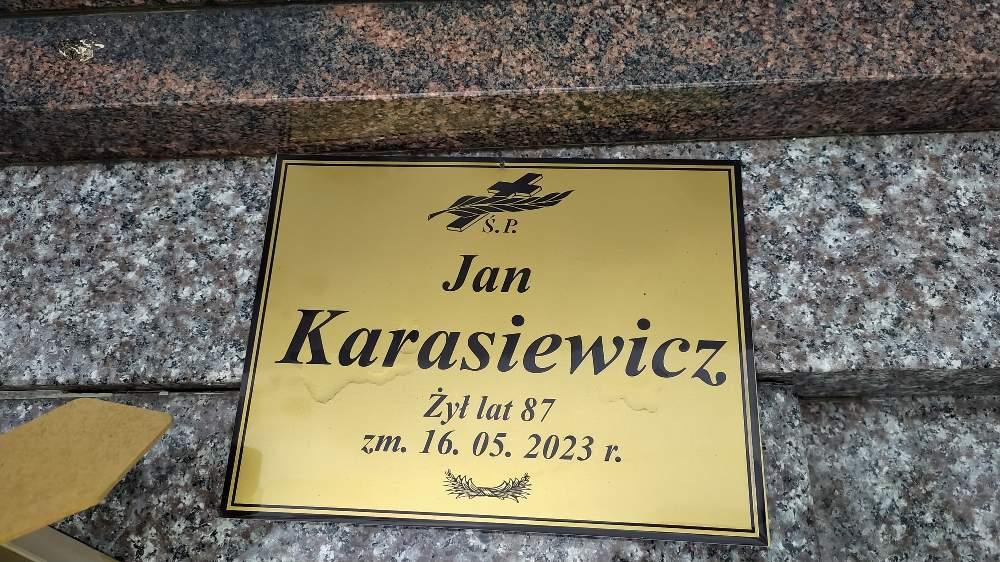 Ś.P.
Jan
Karasiewicz
Żył lat 87
zm. 16. 05. 2023 r.